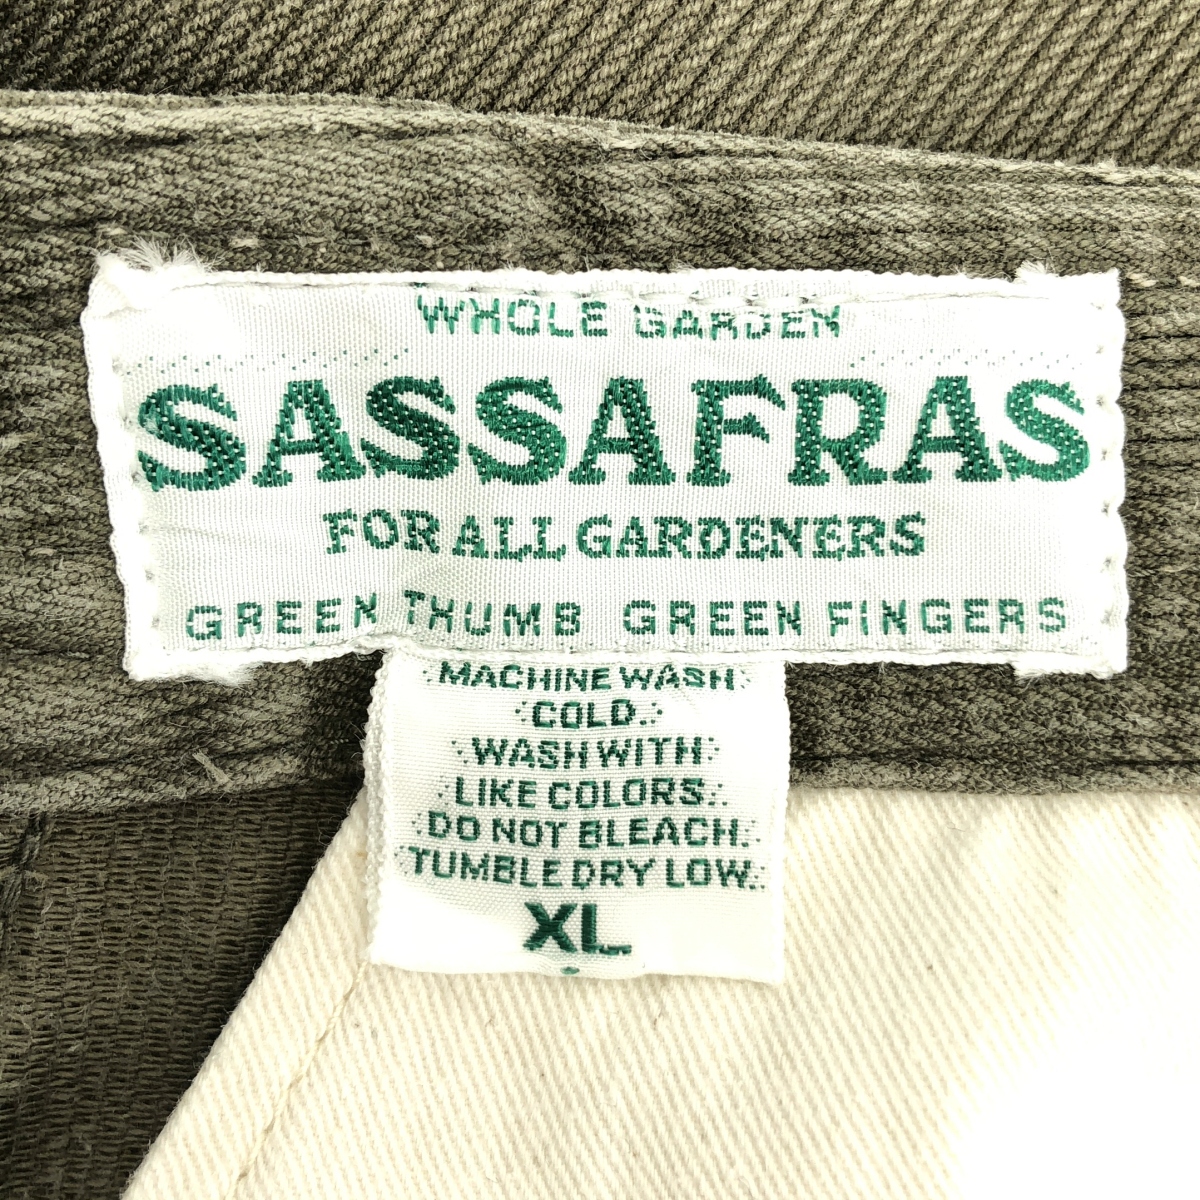 WHOLE GARDEN
SASSAFRAS
FOR ALL GARDENERS
GREEN THUMB GREEN FINGERS
MACHINE WASH
COLD.
WASH WITH
LIKE COLORS.
DO NOT BLEACH.
TUMBLE DRY LOW.
XL